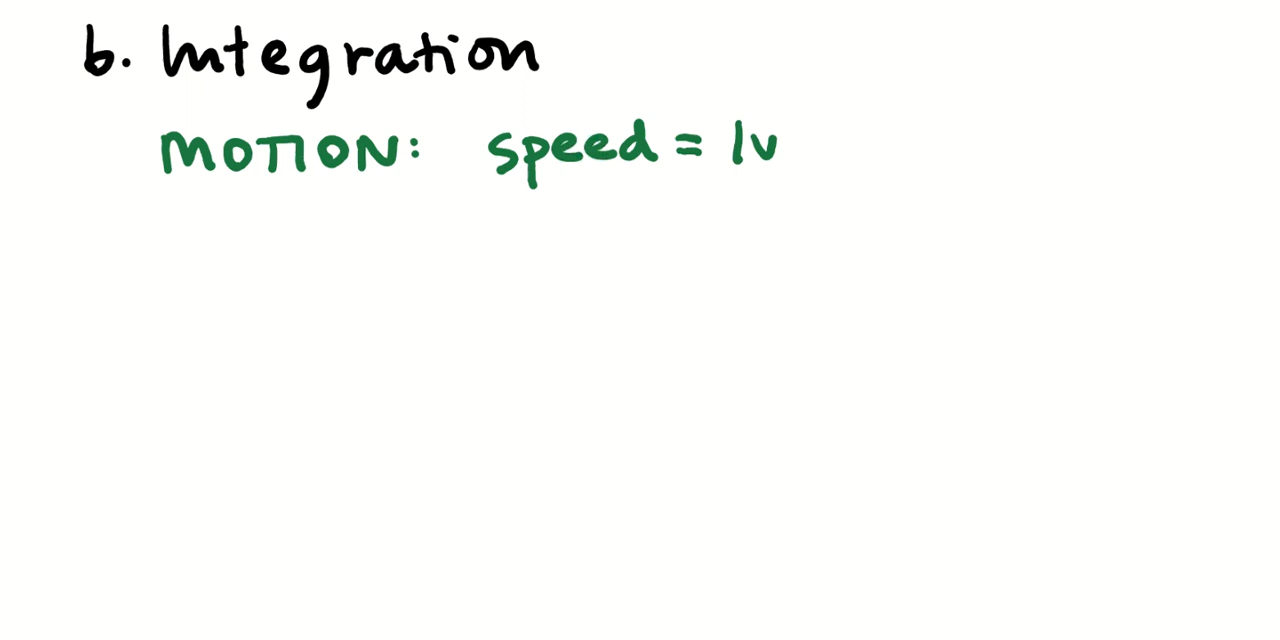 b. Integration
MOTION: speed = |v